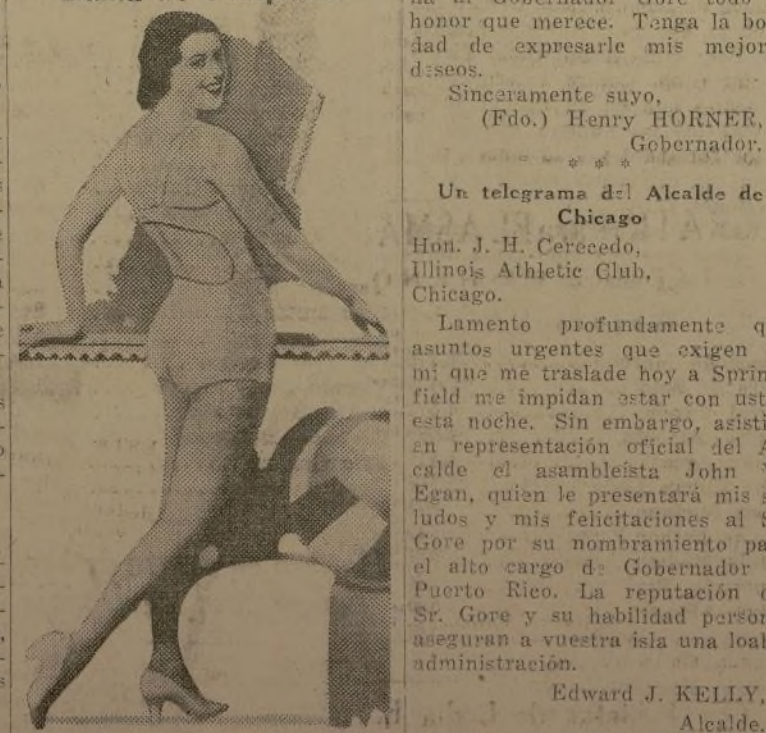 honor que merece. Tenga la bo
dad de expresarle mis mejor
deseos.
Sinceramente suyo,
(Fdo.) Henry HORNER,
Gobernador.
* * *
Un telegrama del Alcalde de
Chicago
Hon. J. H. Cerecedo,
Illinois Athletic Club,
Chicago.
Lamento profundamente q
asuntos urgentes que exigen
mi que me traslade hoy a Sprin
field me impidan estar con ust
esta noche. Sin embargo, asisti
en representación oficial del A
calde el asambleísta John
Egan, quien le presentará mis s
ludos y mis felicitaciones al S
Gore por su nombramiento pa
el alto cargo de Gobernador
Puerto Rico. La reputación d
Sr. Gore y su habilidad person
aseguran a vuestra isla una loab
administración.
Edward J. KELLY,
Alcalde.